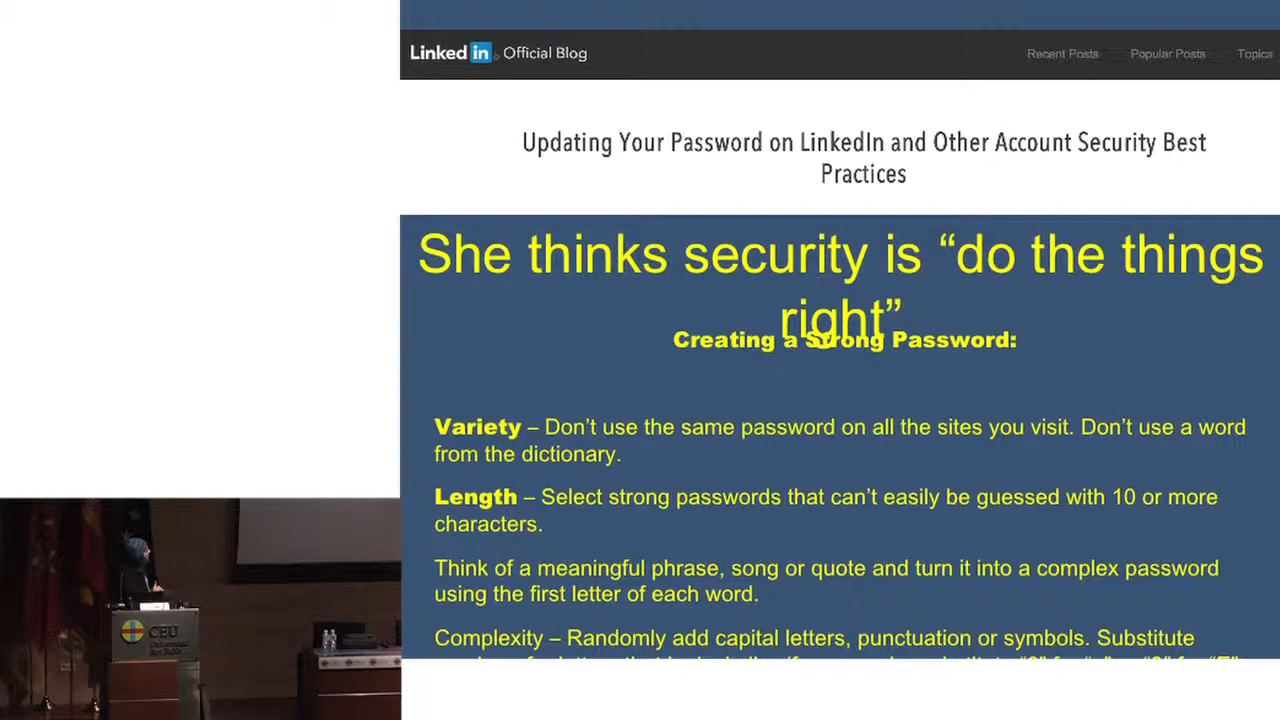 Linked in Official Blog
Recent Posts Popular Posts Topics
Updating Your Password on LinkedIn and Other Account Security Best
Practices
She thinks security is “do the things
right”
Creating a Strong Password:
Variety – Don’t use the same password on all the sites you visit. Don’t use a word
from the dictionary.
Length – Select strong passwords that can’t easily be guessed with 10 or more
characters.
Think of a meaningful phrase, song or quote and turn it into a complex password
using the first letter of each word.
Complexity – Randomly add capital letters, punctuation or symbols. Substitute
CEU